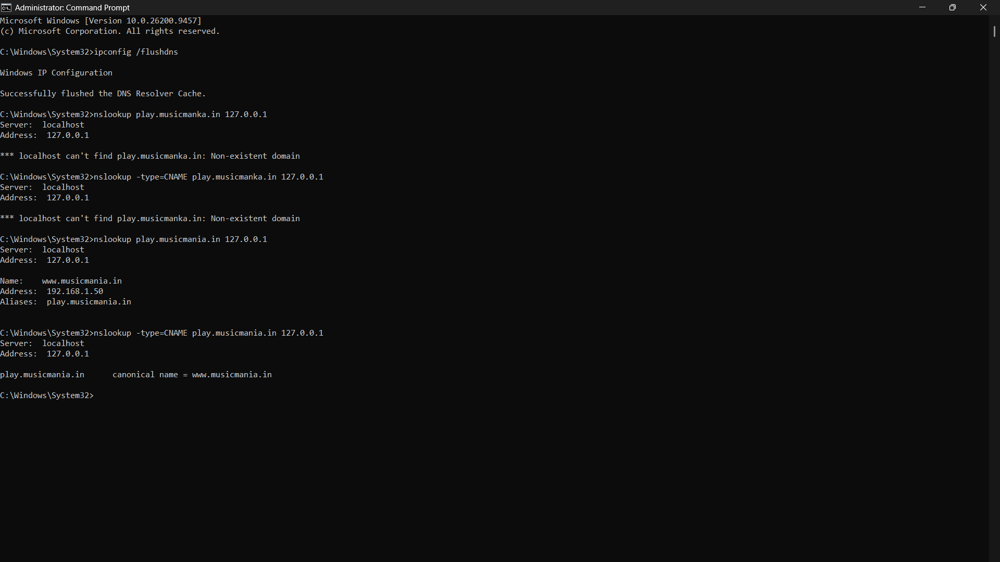 Administrator: Command Prompt
Microsoft Windows [Version 10.0.26200.9457]
(c) Microsoft Corporation. All rights reserved.
C:\Windows\System32>ipconfig /flushdns
Windows IP Configuration
Successfully flushed the DNS Resolver Cache.
C:\Windows\System32>nslookup play.musicmanka.in 127.0.0.1
Server:  localhost
Address:  127.0.0.1
*** localhost can't find play.musicmanka.in: Non-existent domain
C:\Windows\System32>nslookup -type=CNAME play.musicmanka.in 127.0.0.1
Server:  localhost
Address:  127.0.0.1
*** localhost can't find play.musicmanka.in: Non-existent domain
C:\Windows\System32>nslookup play.musicmania.in 127.0.0.1
Server:  localhost
Address:  127.0.0.1
Name:    www.musicmania.in
Address:  192.168.1.50
Aliases:  play.musicmania.in
C:\Windows\System32>nslookup -type=CNAME play.musicmania.in 127.0.0.1
Server:  localhost
Address:  127.0.0.1
play.musicmania.in      canonical name = www.musicmania.in
C:\Windows\System32>